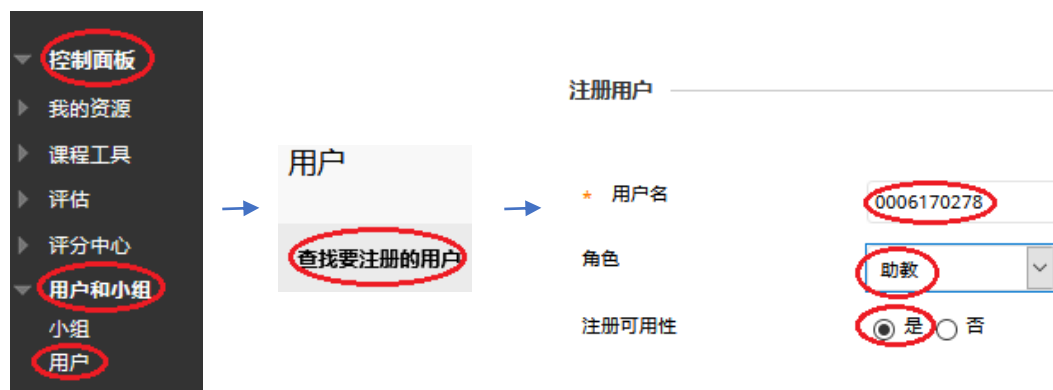 控制面板
我的资源
课程工具
评估
评分中心
用户和小组
小组
用户
用户
查找要注册的用户
注册用户
* 用户名
0006170278
角色
助教
注册可用性
是 否